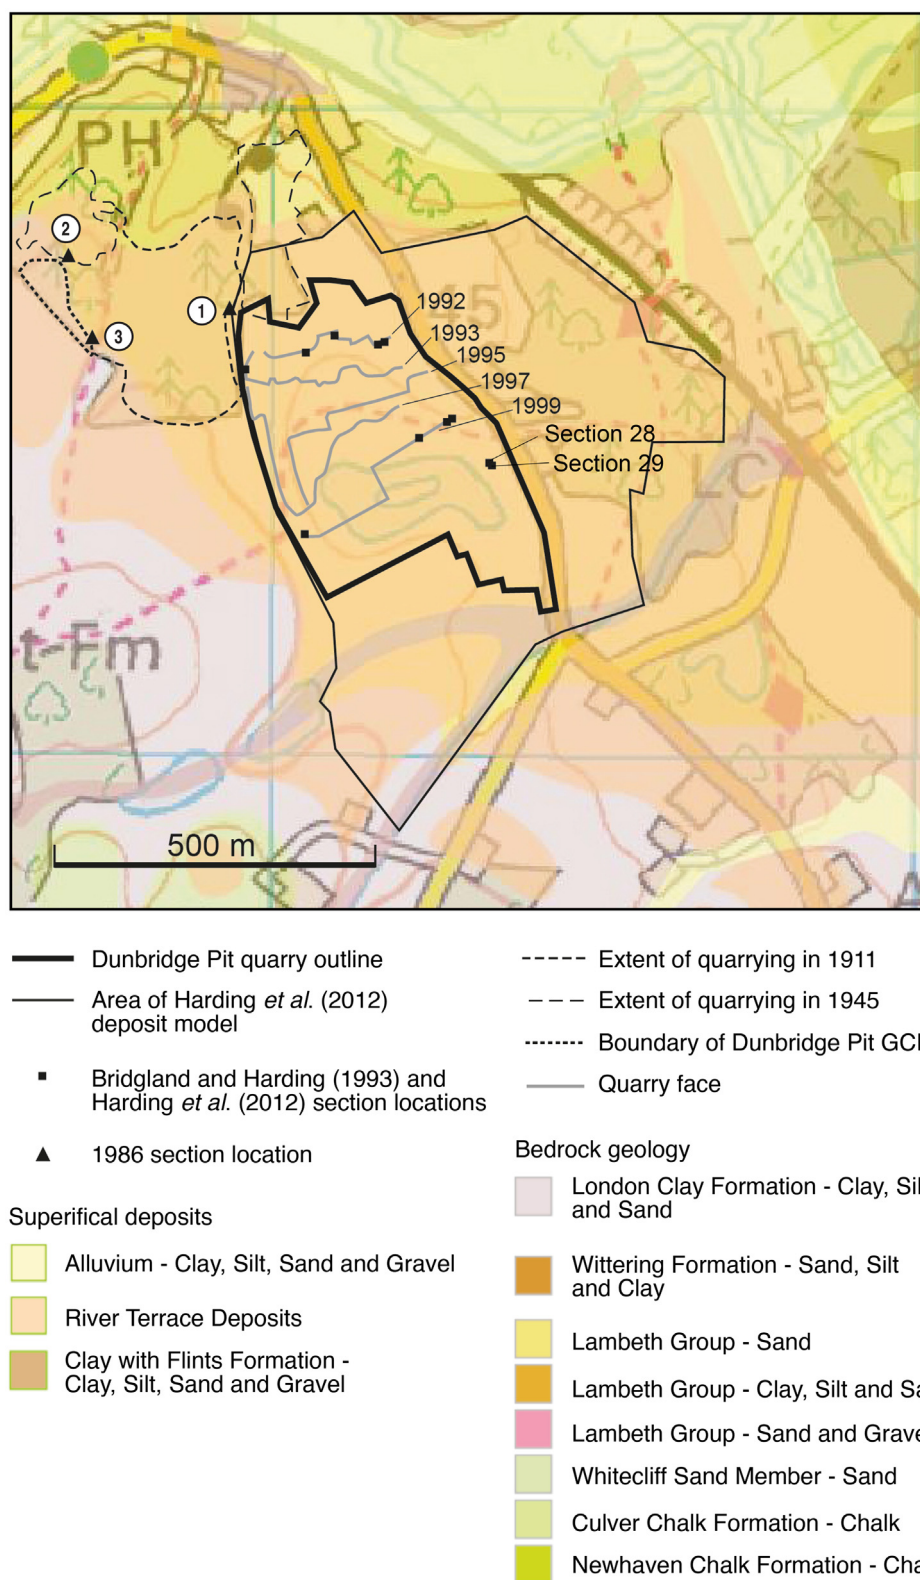 PH
2
1
3
45
1992
1993
1995
1997
1999
Section 28
Section 29
LC
t-Fm
500 m
Dunbridge Pit quarry outline
Area of Harding et al. (2012)
deposit model
Bridgland and Harding (1993) and
Harding et al. (2012) section locations
1986 section location
Superifical deposits
Alluvium - Clay, Silt, Sand and Gravel
River Terrace Deposits
Clay with Flints Formation -
Clay, Silt, Sand and Gravel
Extent of quarrying in 1911
Extent of quarrying in 1945
Boundary of Dunbridge Pit GC
Quarry face
Bedrock geology
London Clay Formation - Clay, Sil
and Sand
Wittering Formation - Sand, Silt
and Clay
Lambeth Group - Sand
Lambeth Group - Clay, Silt and Sa
Lambeth Group - Sand and Grave
Whitecliff Sand Member - Sand
Culver Chalk Formation - Chalk
Newhaven Chalk Formation - Cha